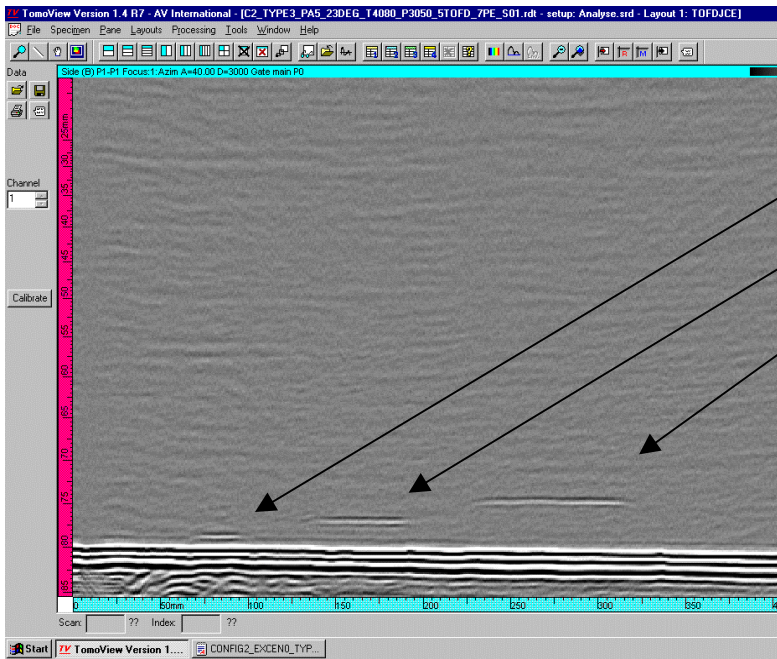 TV TomoView Version 1.4 R7 - AV International - [C2_TYPE3_PA5_23DEG_T4080_P3050_5TOFD_7PE_S01.rdt - setup: Analyse.srd - Layout 1: TOFDJCE]
File Specimen Pane Layouts Processing Tools Window Help
Data
Side (B) P1-P1 Focus:1:Azim A=40.00 D=3000 Gate main P0
25mm
30
35
Channel
1
40
45
50
Calibrate
55
60
65
70
75
80
85
0 50mm 100 150 200 250 300 350 4
Scan: ?? Index: ??
Start TV TomoView Version 1.... CONFIG2_EXCEN0_TYP...